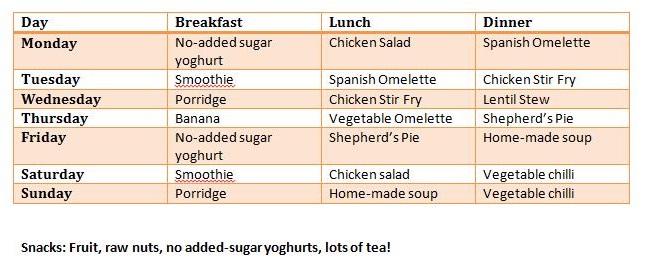 Day Breakfast Lunch Dinner
Monday No-added sugar yoghurt Chicken Salad Spanish Omelette
Tuesday Smoothie Spanish Omelette Chicken Stir Fry
Wednesday Porridge Chicken Stir Fry Lentil Stew
Thursday Banana Vegetable Omelette Shepherd's Pie
Friday No-added sugar yoghurt Shepherd's Pie Home-made soup
Saturday Smoothie Chicken salad Vegetable chilli
Sunday Porridge Home-made soup Vegetable chilli
Snacks: Fruit, raw nuts, no added-sugar yoghurts, lots of tea!